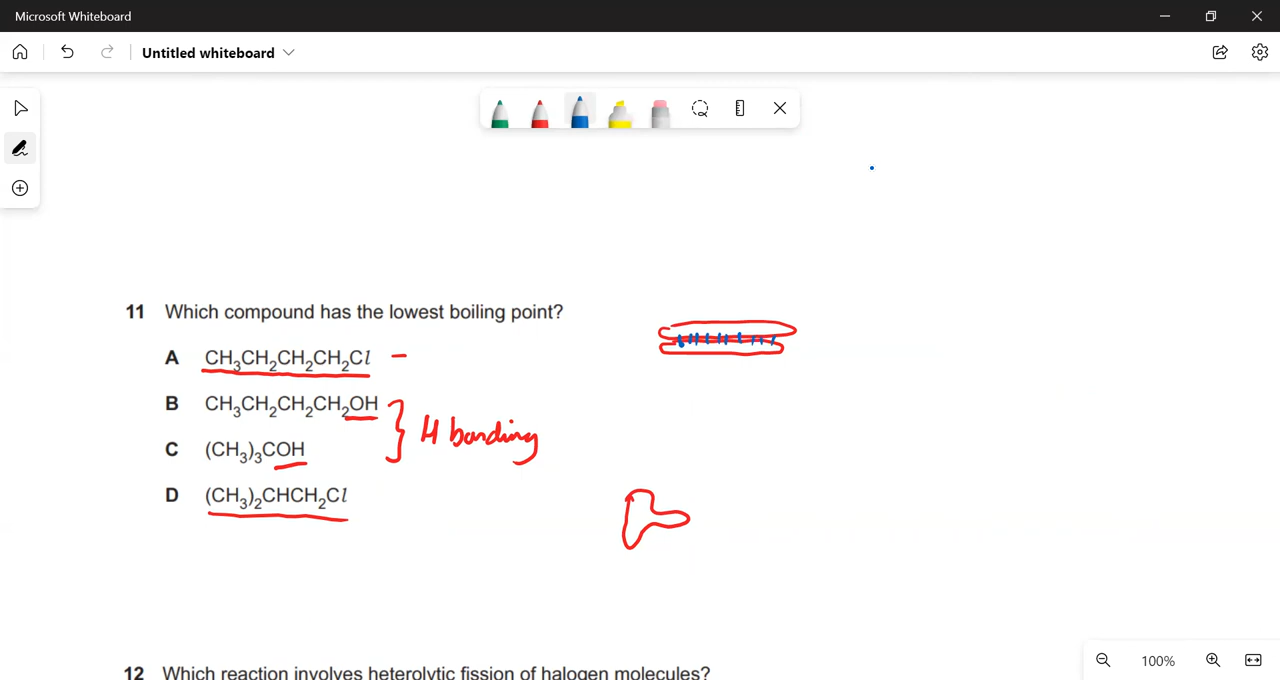 Microsoft Whiteboard
Untitled whiteboard
11 Which compound has the lowest boiling point?
A CH₃CH₂CH₂CH₂Cl
B CH₃CH₂CH₂CH₂OH
H bonding
C (CH₃)₃COH
D (CH₃)₂CHCH₂Cl
12 Which reaction involves heterolytic fission of halogen molecules?
100%